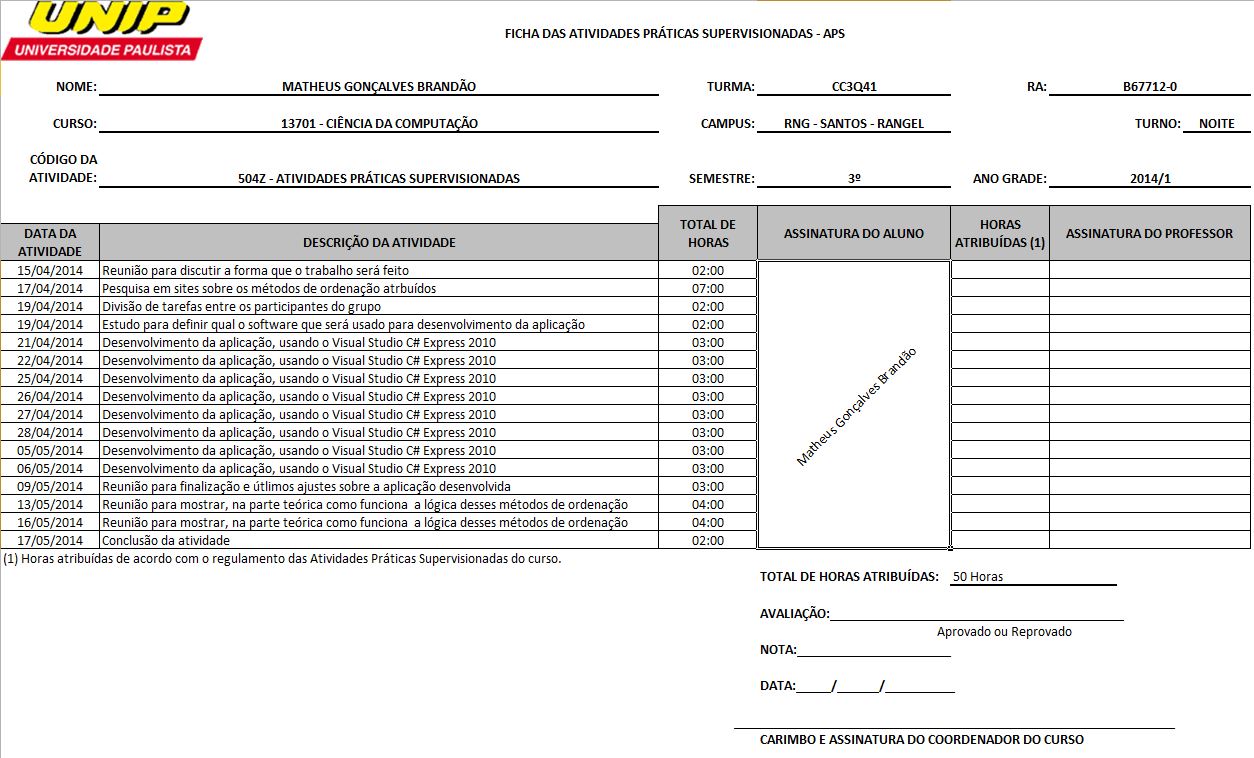 UNIP
UNIVERSIDADE PAULISTA
FICHA DAS ATIVIDADES PRÁTICAS SUPERVISIONADAS - APS
NOME: MATHEUS GONÇALVES BRANDÃO TURMA: CC3Q41 RA: B67712-0
CURSO: 13701 - CIÊNCIA DA COMPUTAÇÃO CAMPUS: RNG - SANTOS - RANGEL TURNO: NOITE
CÓDIGO DA
ATIVIDADE: 504Z - ATIVIDADES PRÁTICAS SUPERVISIONADAS SEMESTRE: 3º ANO GRADE: 2014/1
DATA DA ATIVIDADE DESCRIÇÃO DA ATIVIDADE TOTAL DE HORAS ASSINATURA DO ALUNO HORAS ATRIBUÍDAS (1) ASSINATURA DO PROFESSOR
15/04/2014 Reunião para discutir a forma que o trabalho será feito 02:00
17/04/2014 Pesquisa em sites sobre os métodos de ordenação atrbuídos 07:00
19/04/2014 Divisão de tarefas entre os participantes do grupo 02:00
19/04/2014 Estudo para definir qual o software que será usado para desenvolvimento da aplicação 02:00
21/04/2014 Desenvolvimento da aplicação, usando o Visual Studio C# Express 2010 03:00
22/04/2014 Desenvolvimento da aplicação, usando o Visual Studio C# Express 2010 03:00
25/04/2014 Desenvolvimento da aplicação, usando o Visual Studio C# Express 2010 03:00
26/04/2014 Desenvolvimento da aplicação, usando o Visual Studio C# Express 2010 03:00
27/04/2014 Desenvolvimento da aplicação, usando o Visual Studio C# Express 2010 03:00
28/04/2014 Desenvolvimento da aplicação, usando o Visual Studio C# Express 2010 03:00
05/05/2014 Desenvolvimento da aplicação, usando o Visual Studio C# Express 2010 03:00
06/05/2014 Desenvolvimento da aplicação, usando o Visual Studio C# Express 2010 03:00
09/05/2014 Reunião para finalização e útlimos ajustes sobre a aplicação desenvolvida 03:00
13/05/2014 Reunião para mostrar, na parte teórica como funciona a lógica desses métodos de ordenação 04:00
16/05/2014 Reunião para mostrar, na parte teórica como funciona a lógica desses métodos de ordenação 04:00
17/05/2014 Conclusão da atividade 02:00
Matheus Gonçalves Brandão
(1) Horas atribuídas de acordo com o regulamento das Atividades Práticas Supervisionadas do curso.
TOTAL DE HORAS ATRIBUÍDAS: 50 Horas
AVALIAÇÃO:
Aprovado ou Reprovado
NOTA:
DATA:_____/______/__________
CARIMBO E ASSINATURA DO COORDENADOR DO CURSO